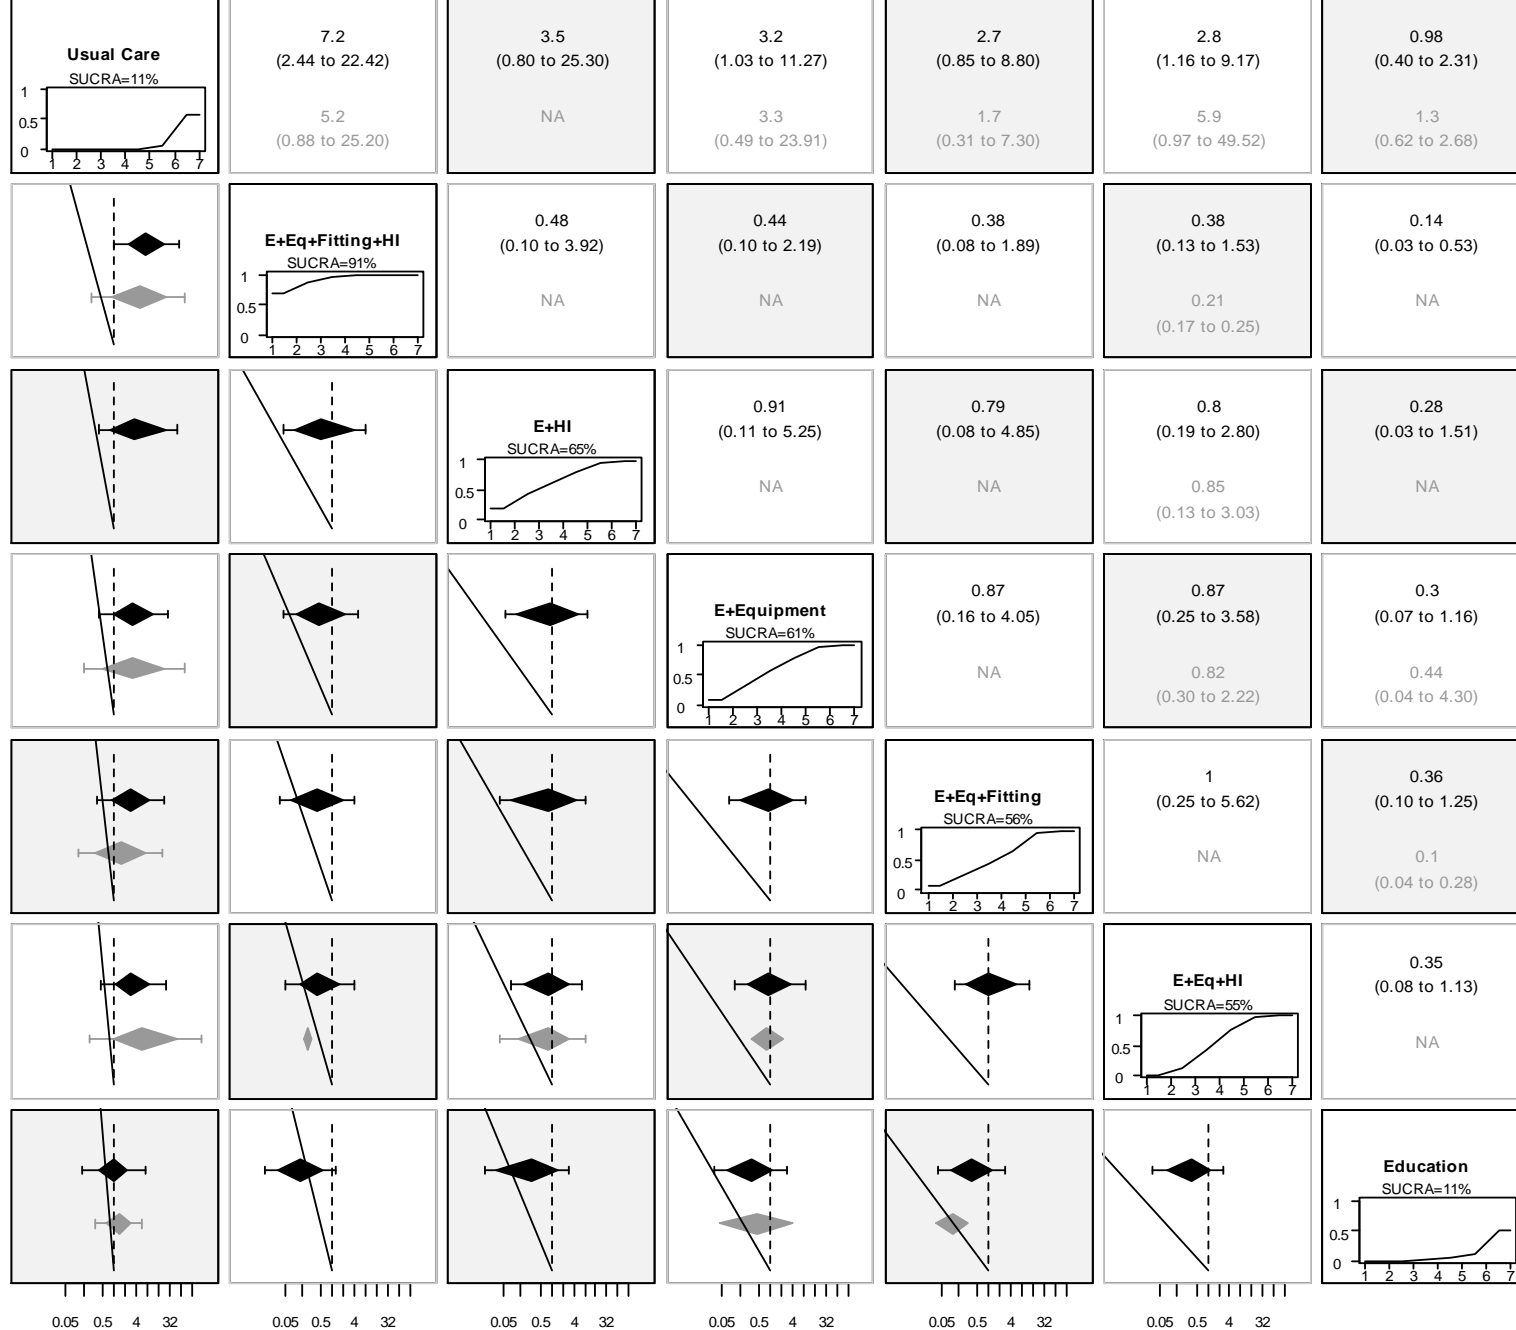 Usual Care
SUCRA=11%
1
0.5
0
1 2 3 4 5 6 7
7.2
(2.44 to 22.42)
5.2
(0.88 to 25.20)
3.5
(0.80 to 25.30)
NA
3.2
(1.03 to 11.27)
3.3
(0.49 to 23.91)
2.7
(0.85 to 8.80)
1.7
(0.31 to 7.30)
2.8
(1.16 to 9.17)
5.9
(0.97 to 49.52)
0.98
(0.40 to 2.31)
1.3
(0.62 to 2.68)
E+Eq+Fitting+HI
SUCRA=91%
1
0.5
0
1 2 3 4 5 6 7
0.48
(0.10 to 3.92)
NA
0.44
(0.10 to 2.19)
NA
0.38
(0.08 to 1.89)
NA
0.38
(0.13 to 1.53)
0.21
(0.17 to 0.25)
0.14
(0.03 to 0.53)
NA
E+HI
SUCRA=65%
1
0.5
0
1 2 3 4 5 6 7
0.91
(0.11 to 5.25)
NA
0.79
(0.08 to 4.85)
NA
0.8
(0.19 to 2.80)
0.85
(0.13 to 3.03)
0.28
(0.03 to 1.51)
NA
E+Equipment
SUCRA=61%
1
0.5
0
1 2 3 4 5 6 7
0.87
(0.16 to 4.05)
NA
0.87
(0.25 to 3.58)
0.82
(0.30 to 2.22)
0.3
(0.07 to 1.16)
0.44
(0.04 to 4.30)
E+Eq+Fitting
SUCRA=56%
1
0.5
0
1 2 3 4 5 6 7
1
(0.25 to 5.62)
NA
0.36
(0.10 to 1.25)
0.1
(0.04 to 0.28)
E+Eq+HI
SUCRA=55%
1
0.5
0
1 2 3 4 5 6 7
0.35
(0.08 to 1.13)
NA
Education
SUCRA=11%
1
0.5
0
1 2 3 4 5 6 7
0.05 0.5 4 32
0.05 0.5 4 32
0.05 0.5 4 32
0.05 0.5 4 32
0.05 0.5 4 32
0.05 0.5 4 32